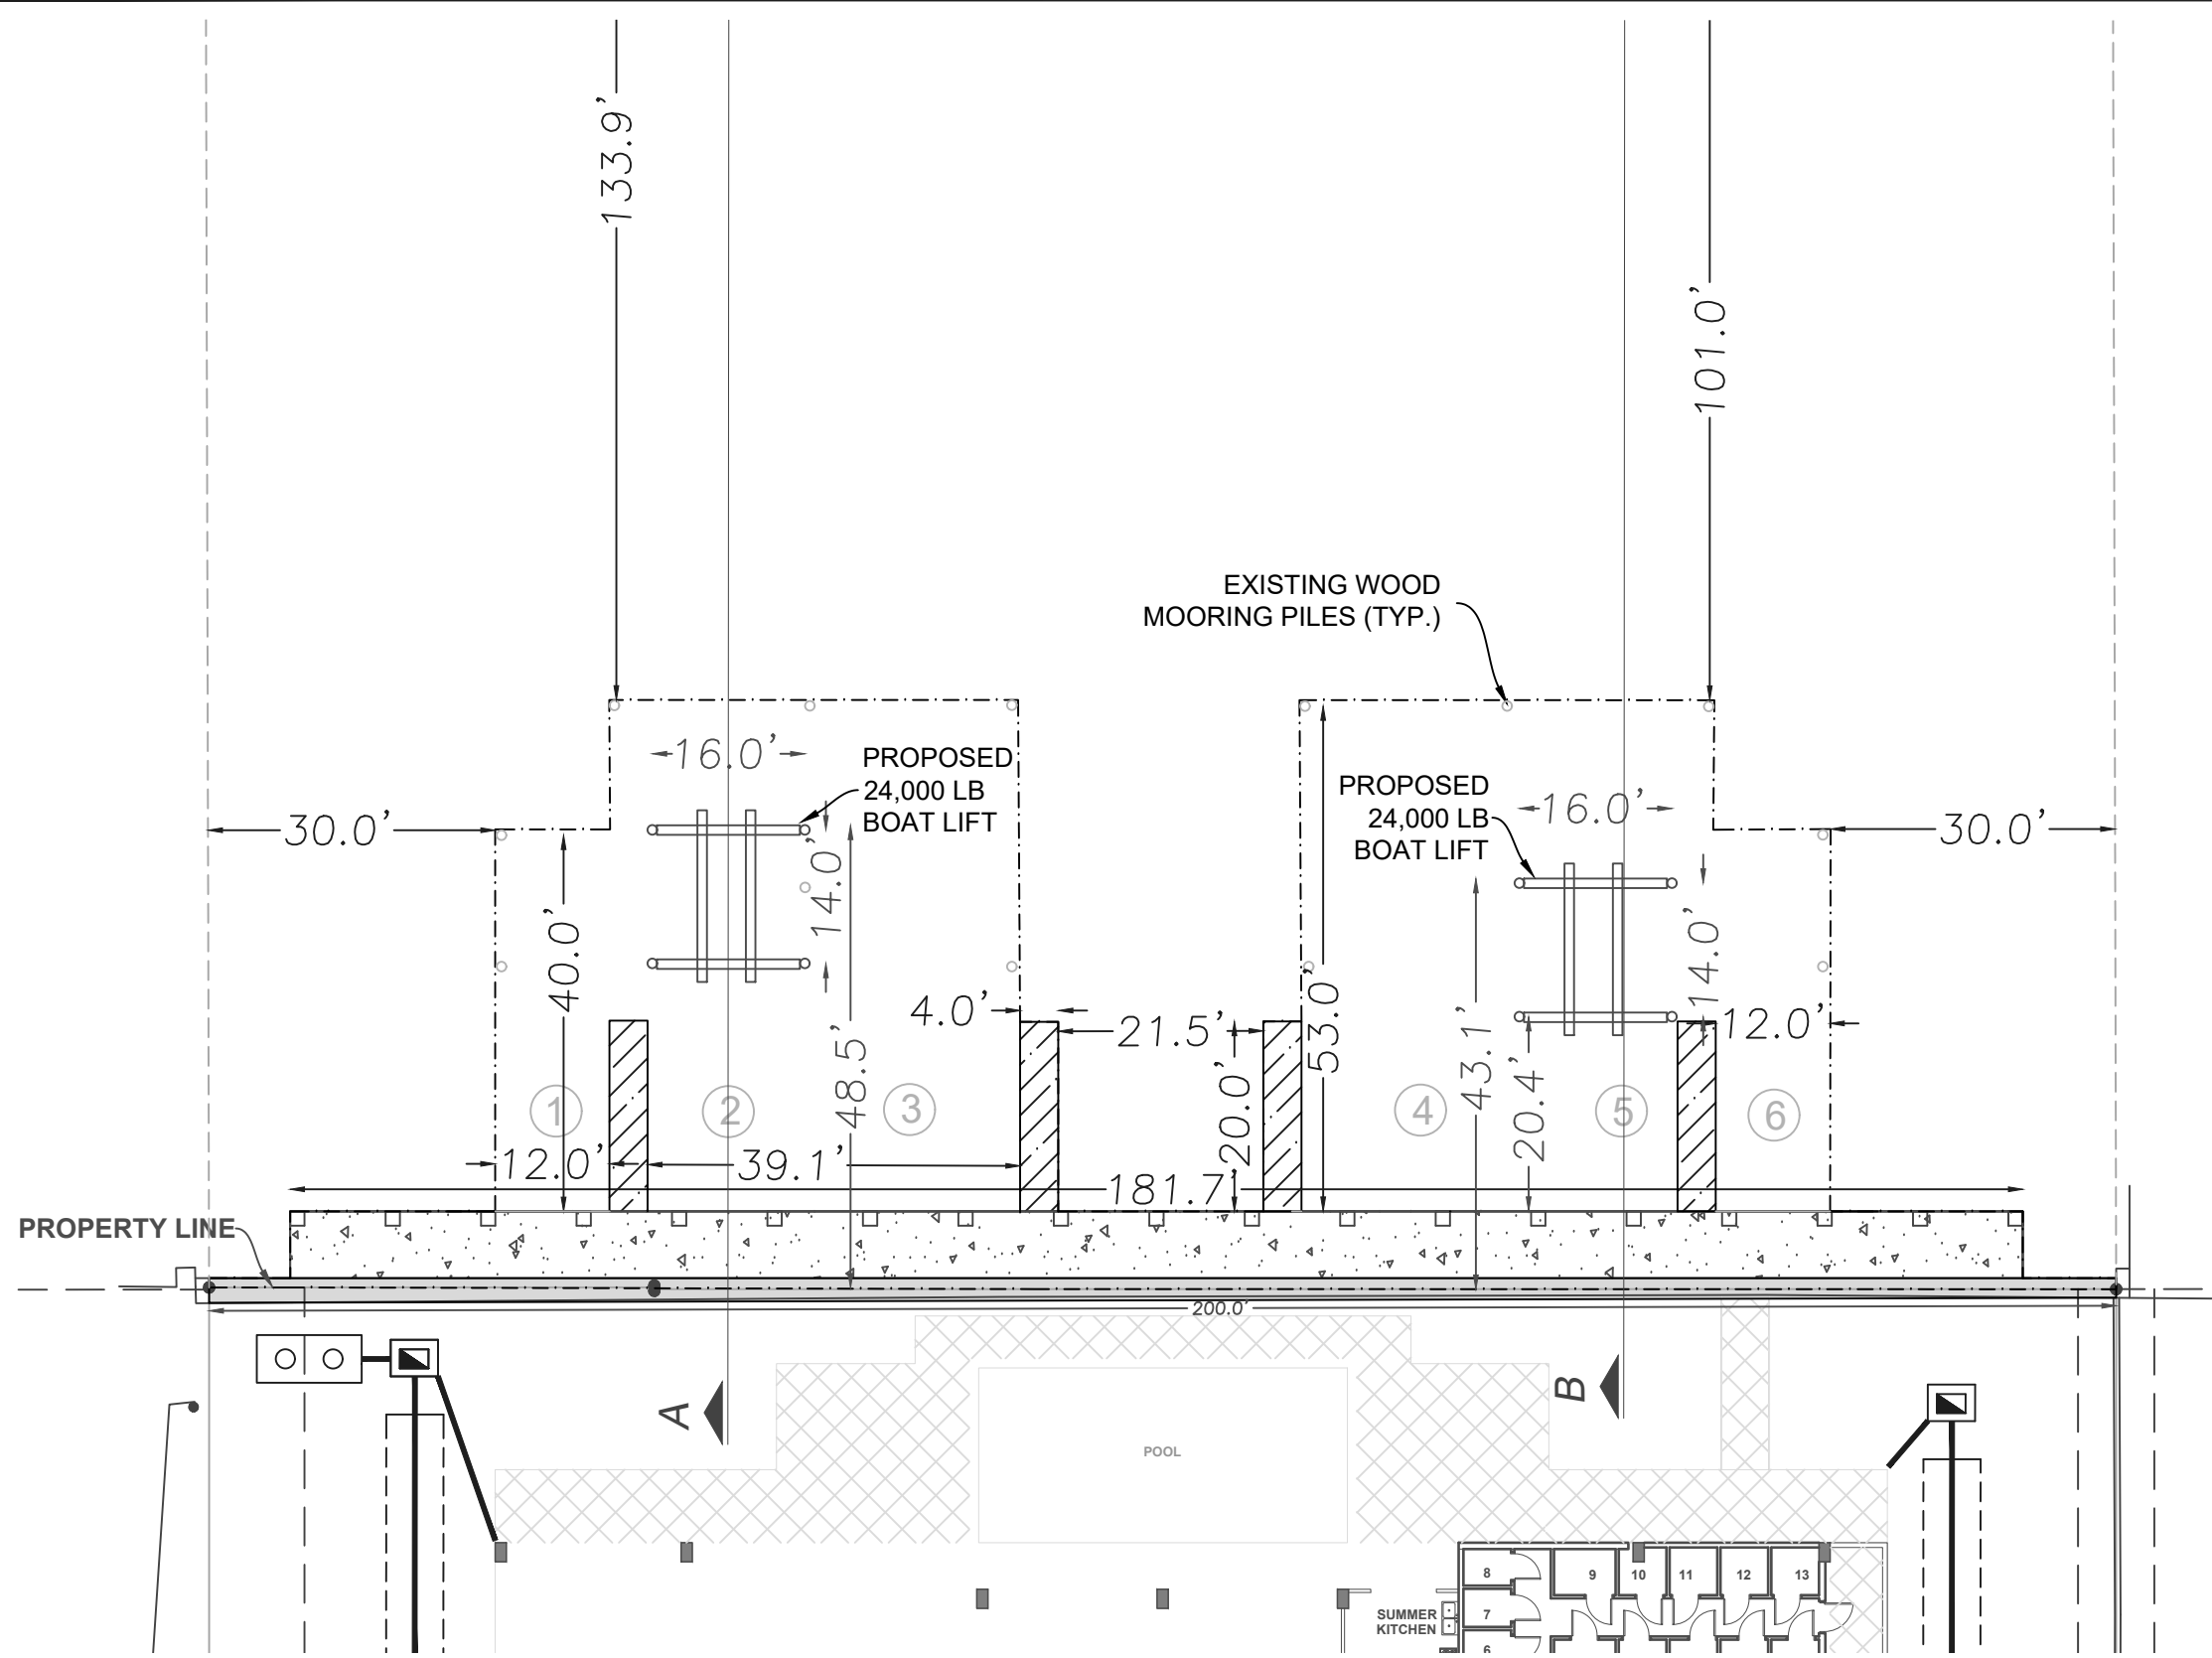 133.9’
101.0’
EXISTING WOOD
MOORING PILES (TYP.)
16.0’
PROPOSED
24,000 LB
BOAT LIFT
PROPOSED
24,000 LB
BOAT LIFT
16.0’
30.0’
30.0’
14.0’
14.0’
40.0’
4.0’
21.5’
53.0’
12.0’
48.5’
43.1’
20.4’
20.0’
1
2
3
4
5
6
12.0’
39.1’
181.7’
PROPERTY LINE
200.0’
A
B
POOL
8
9
10
11
12
13
7
SUMMER
KITCHEN
6